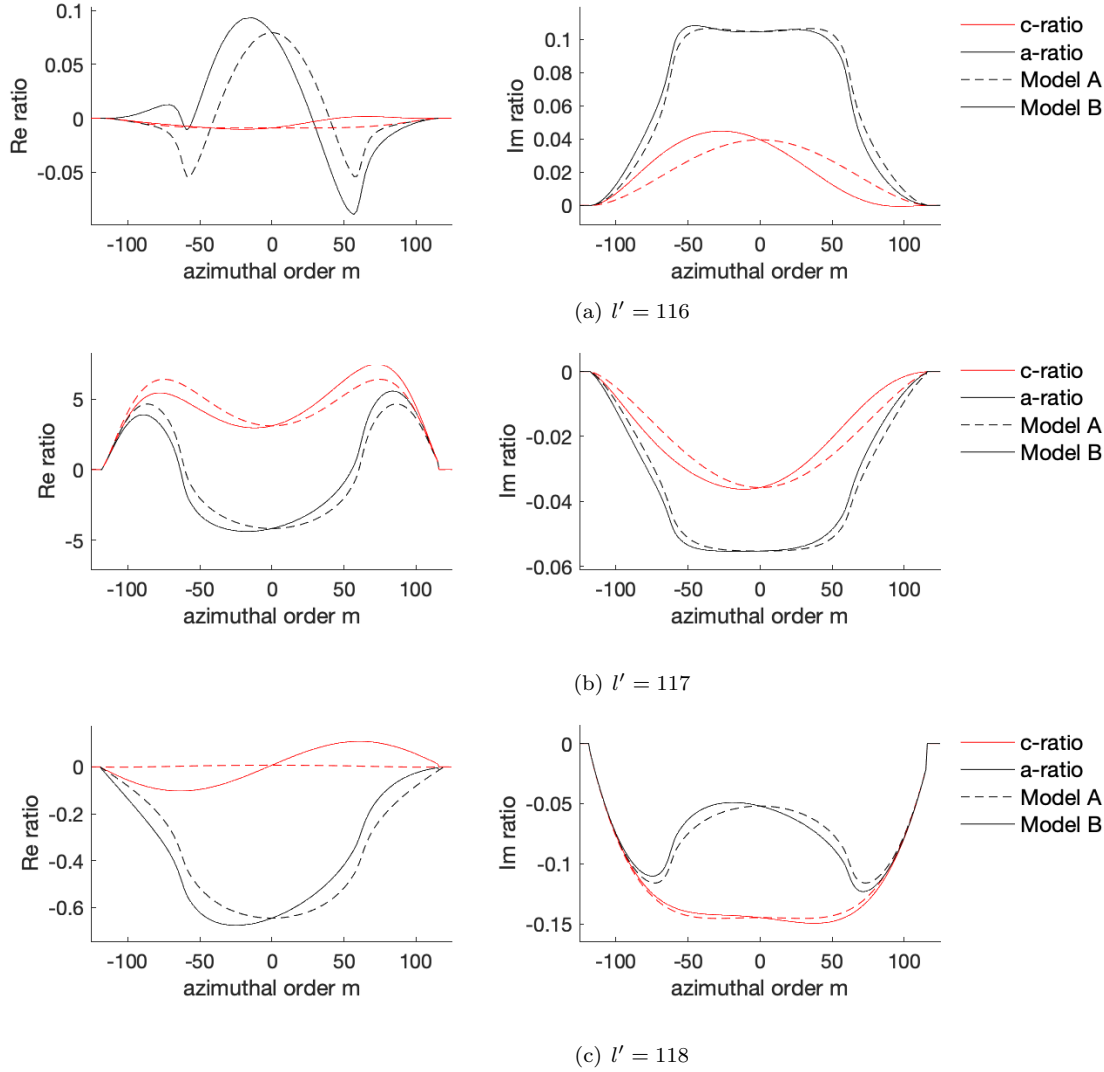 0.1
0.05
0
-0.05
Re ratio
-100 -50 0 50 100
azimuthal order m
0.1
0.08
0.06
0.04
0.02
0
Im ratio
-100 -50 0 50 100
azimuthal order m
c-ratio
a-ratio
Model A
Model B
(a) l′ = 116
5
0
-5
Re ratio
-100 -50 0 50 100
azimuthal order m
0
-0.02
-0.04
-0.06
Im ratio
-100 -50 0 50 100
azimuthal order m
c-ratio
a-ratio
Model A
Model B
(b) l′ = 117
0
-0.2
-0.4
-0.6
Re ratio
-100 -50 0 50 100
azimuthal order m
0
-0.05
-0.1
-0.15
Im ratio
-100 -50 0 50 100
azimuthal order m
c-ratio
a-ratio
Model A
Model B
(c) l′ = 118